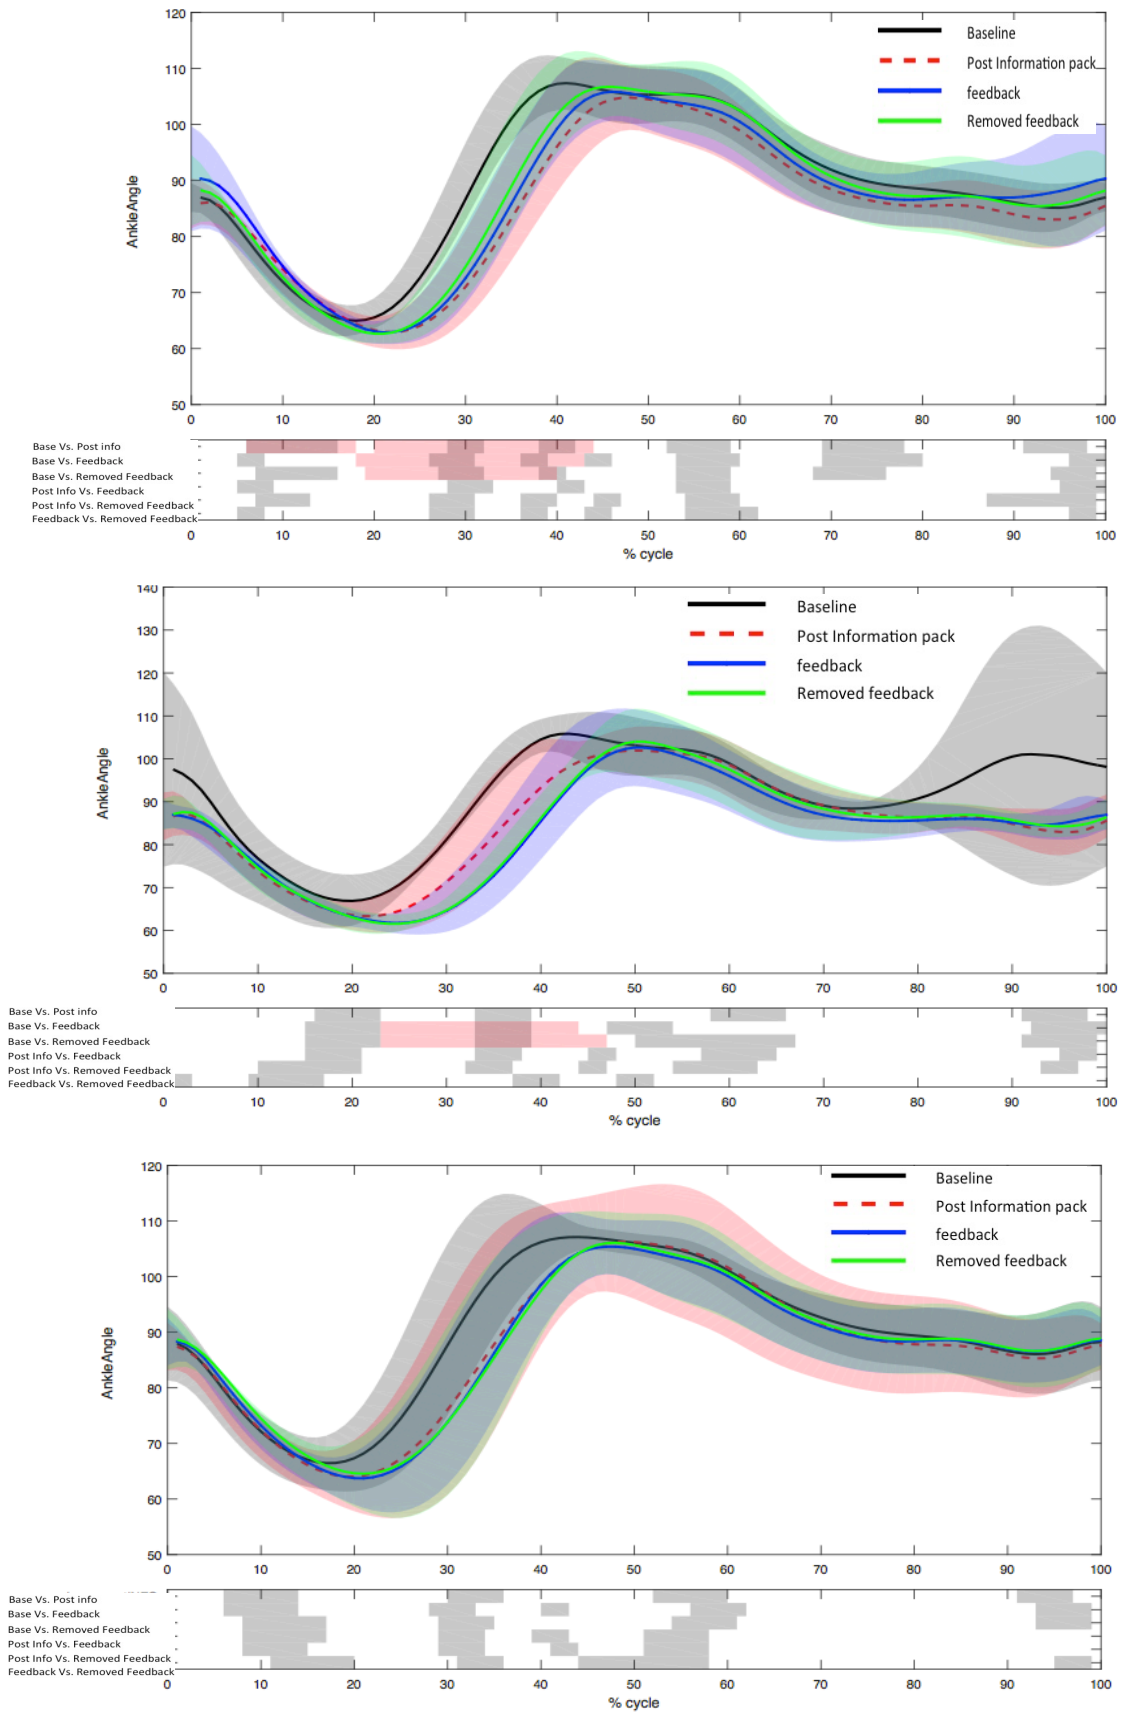 120
110
100
90
80
70
60
50
AnkleAngle
Baseline
Post Information pack
feedback
Removed feedback
0 10 20 30 40 50 60 70 80 90 100
Base Vs. Post info
Base Vs. Feedback
Base Vs. Removed Feedback
Post Info Vs. Feedback
Post Info Vs. Removed Feedback
Feedback Vs. Removed Feedback
0 10 20 30 40 50 60 70 80 90 100
% cycle
140
130
120
110
100
90
80
70
60
50
AnkleAngle
Baseline
Post Information pack
feedback
Removed feedback
0 10 20 30 40 50 60 70 80 90 100
Base Vs. Post info
Base Vs. Feedback
Base Vs. Removed Feedback
Post Info Vs. Feedback
Post Info Vs. Removed Feedback
Feedback Vs. Removed Feedback
0 10 20 30 40 50 60 70 80 90 100
% cycle
120
110
100
90
80
70
60
50
AnkleAngle
Baseline
Post Information pack
feedback
Removed feedback
0 10 20 30 40 50 60 70 80 90 100
Base Vs. Post info
Base Vs. Feedback
Base Vs. Removed Feedback
Post Info Vs. Feedback
Post Info Vs. Removed Feedback
Feedback Vs. Removed Feedback
0 10 20 30 40 50 60 70 80 90 100
% cycle